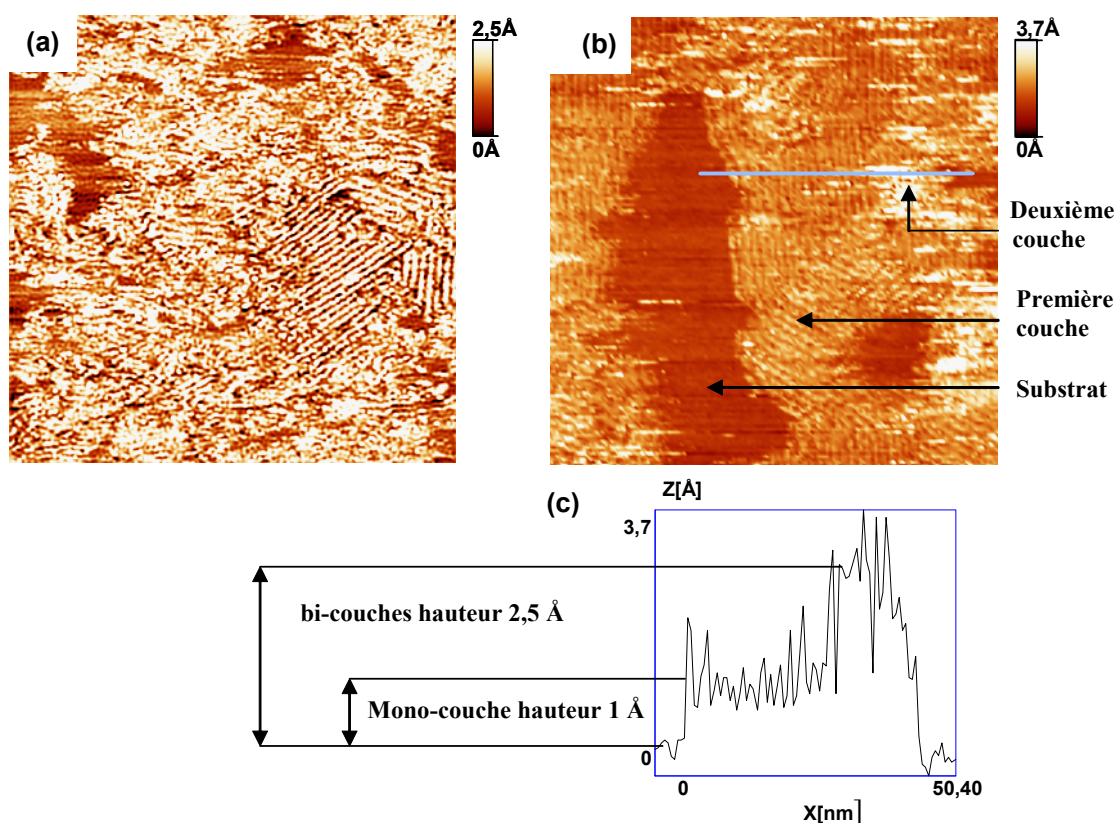 (a)
2,5Å
0Å
(b)
3,7Å
0Å
Deuxième
couche
Première
couche
Substrat
(c)
Z[Å]
3,7
0
bi-couches hauteur 2,5 Å
Mono-couche hauteur 1 Å
0
50,40
X[nm]